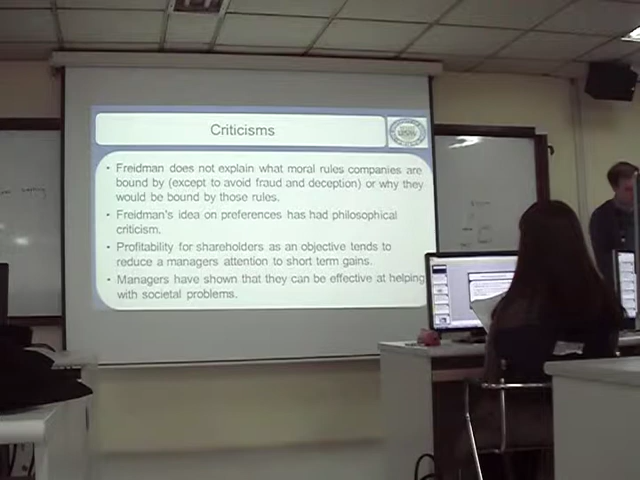 Criticisms
• Freidman does not explain what moral rules companies are
bound by (except to avoid fraud and deception) or why they
would be bound by those rules.
• Freidman's idea on preferences has had philosophical
criticism.
• Profitability for shareholders as an objective tends to
reduce a managers attention to short term gains.
• Managers have shown that they can be effective at helping
with societal problems.